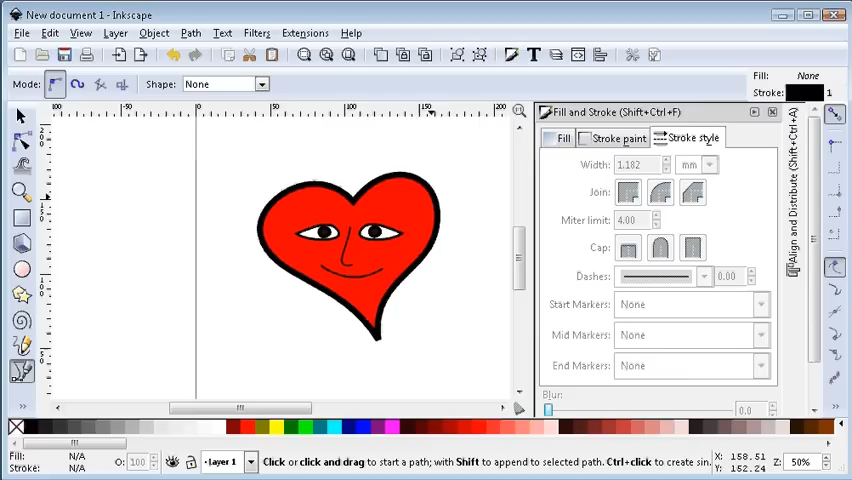 New document 1 - Inkscape
File Edit View Layer Object Path Text Filters Extensions Help
Mode: Shape: None
Fill: None
Stroke: 1
Fill and Stroke (Shift+Ctrl+F)
Fill Stroke paint Stroke style
Width: 1.182 mm
Join:
Miter limit: 4.00
Cap:
Dashes: 0.00
Start Markers: None
Mid Markers: None
End Markers: None
Blur:
0.0
Align and Distribute (Shift+Ctrl+A)
Fill: N/A
Stroke: N/A
O: 100
Layer 1
Click or click and drag to start a path; with Shift to append to selected path. Ctrl+click to create sin.
X: 158.51
Y: 152.24
Z: 50%